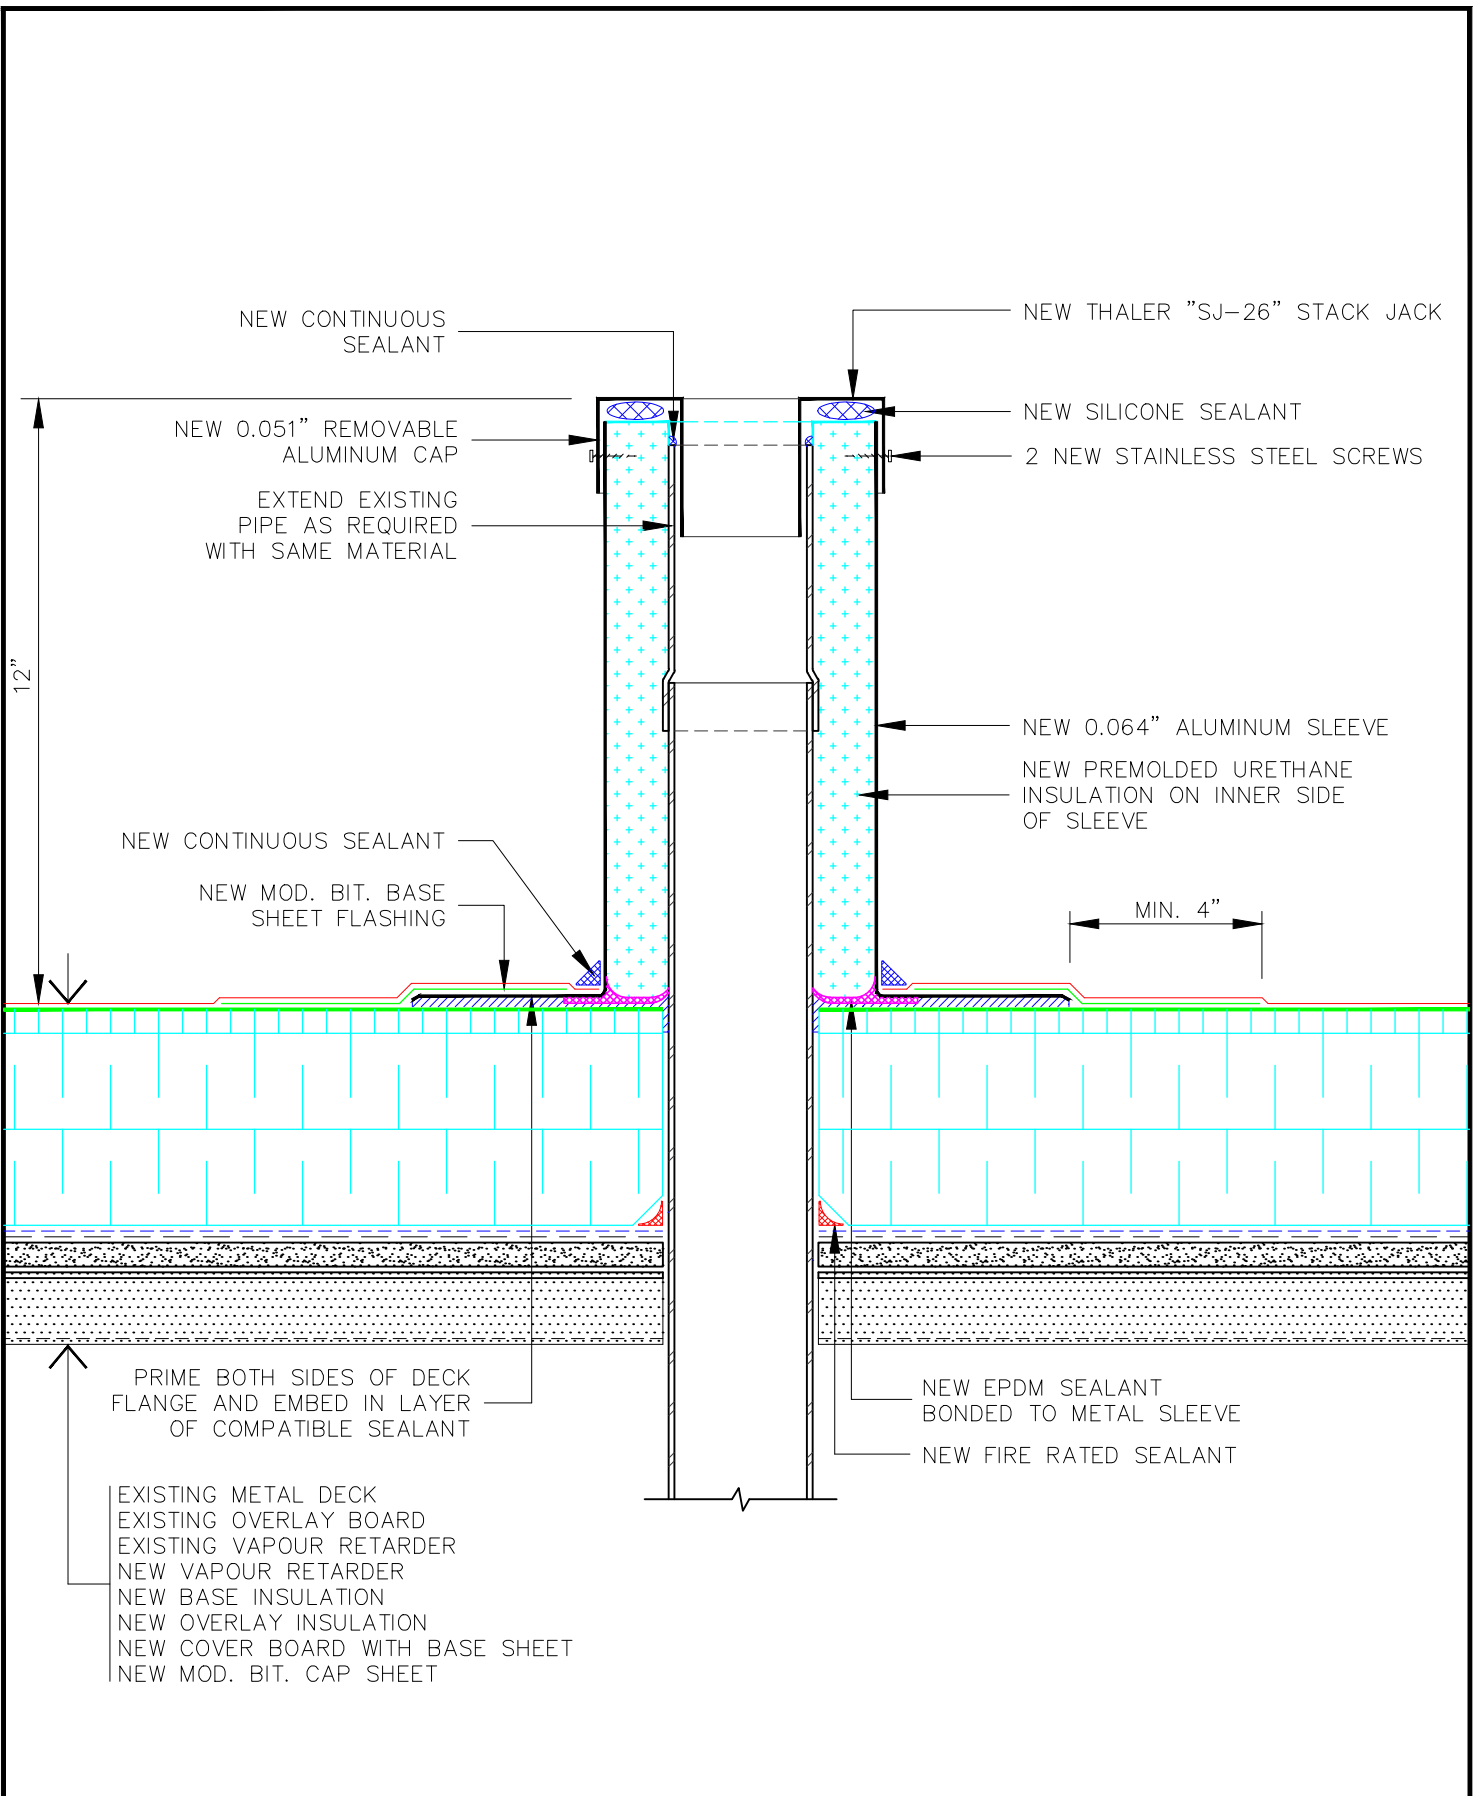 NEW CONTINUOUS
SEALANT
NEW THALER ”SJ-26” STACK JACK
NEW 0.051” REMOVABLE
ALUMINUM CAP
NEW SILICONE SEALANT
2 NEW STAINLESS STEEL SCREWS
EXTEND EXISTING
PIPE AS REQUIRED
WITH SAME MATERIAL
12”
NEW 0.064” ALUMINUM SLEEVE
NEW PREMOLDED URETHANE
INSULATION ON INNER SIDE
OF SLEEVE
NEW CONTINUOUS SEALANT
NEW MOD. BIT. BASE
SHEET FLASHING
MIN. 4”
PRIME BOTH SIDES OF DECK
FLANGE AND EMBED IN LAYER
OF COMPATIBLE SEALANT
NEW EPDM SEALANT
BONDED TO METAL SLEEVE
NEW FIRE RATED SEALANT
EXISTING METAL DECK
EXISTING OVERLAY BOARD
EXISTING VAPOUR RETARDER
NEW VAPOUR RETARDER
NEW BASE INSULATION
NEW OVERLAY INSULATION
NEW COVER BOARD WITH BASE SHEET
NEW MOD. BIT. CAP SHEET